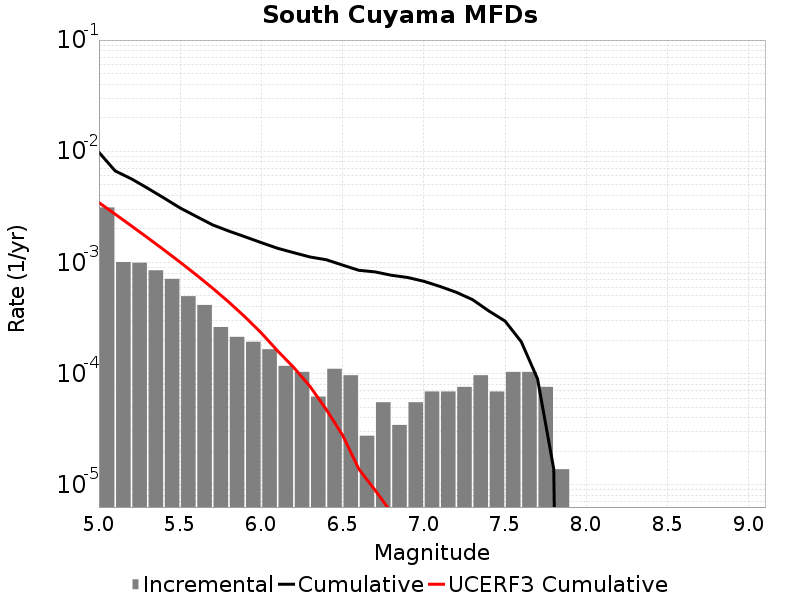 South Cuyama MFDs
10-1
10-2
10-3
10-4
10-5
Rate (1/yr)
5.0 5.5 6.0 6.5 7.0 7.5 8.0 8.5 9.0
Magnitude
Incremental Cumulative UCERF3 Cumulative